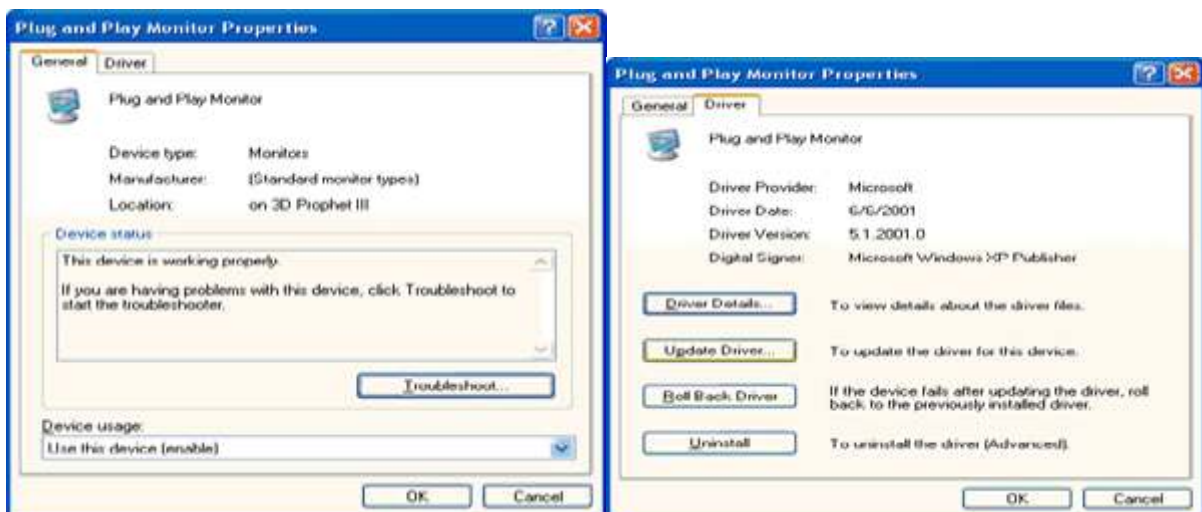 Plug and Play Monitor Properties
General Driver
Plug and Play Monitor
Device type: Monitors
Manufacturer: (Standard monitor types)
Location: on 3D Prophet III
Device status
This device is working properly.
If you are having problems with this device, click Troubleshoot to
start the troubleshooter.
Troubleshoot...
Device usage:
Use this device (enable)
OK Cancel
Plug and Play Monitor Properties
General Driver
Plug and Play Monitor
Driver Provider: Microsoft
Driver Date: 6/6/2001
Driver Version: 5.1.2001.0
Digital Signer: Microsoft Windows XP Publisher
Driver Details... To view details about the driver files.
Update Driver... To update the driver for this device.
Roll Back Driver If the device fails after updating the driver, roll
back to the previously installed driver.
Uninstall To uninstall the driver (Advanced).
OK Cancel